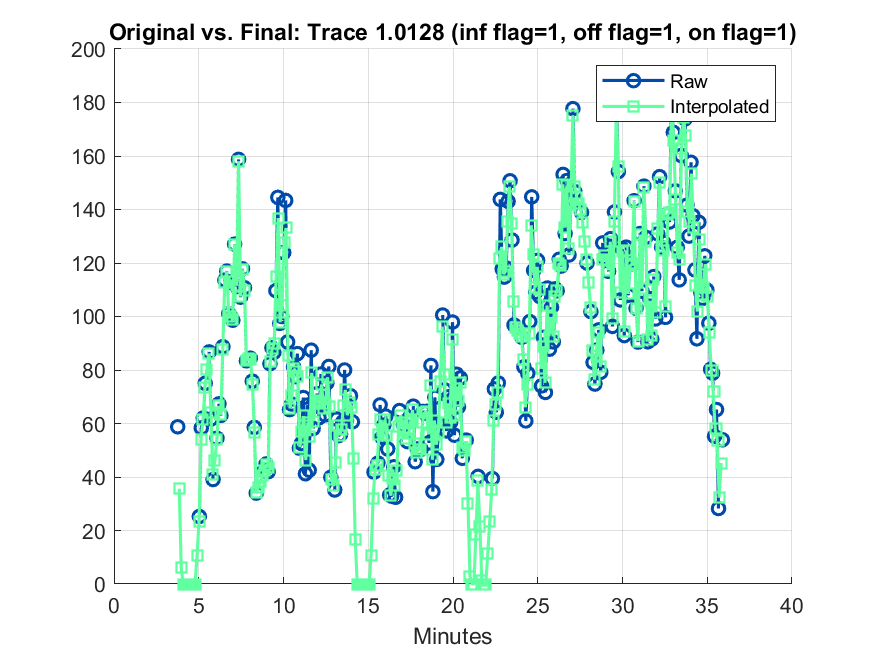 Original vs. Final: Trace 1.0128 (inf flag=1, off flag=1, on flag=1)
200
180
160
140
120
100
80
60
40
20
0
Raw
Interpolated
0 5 10 15 20 25 30 35 40
Minutes